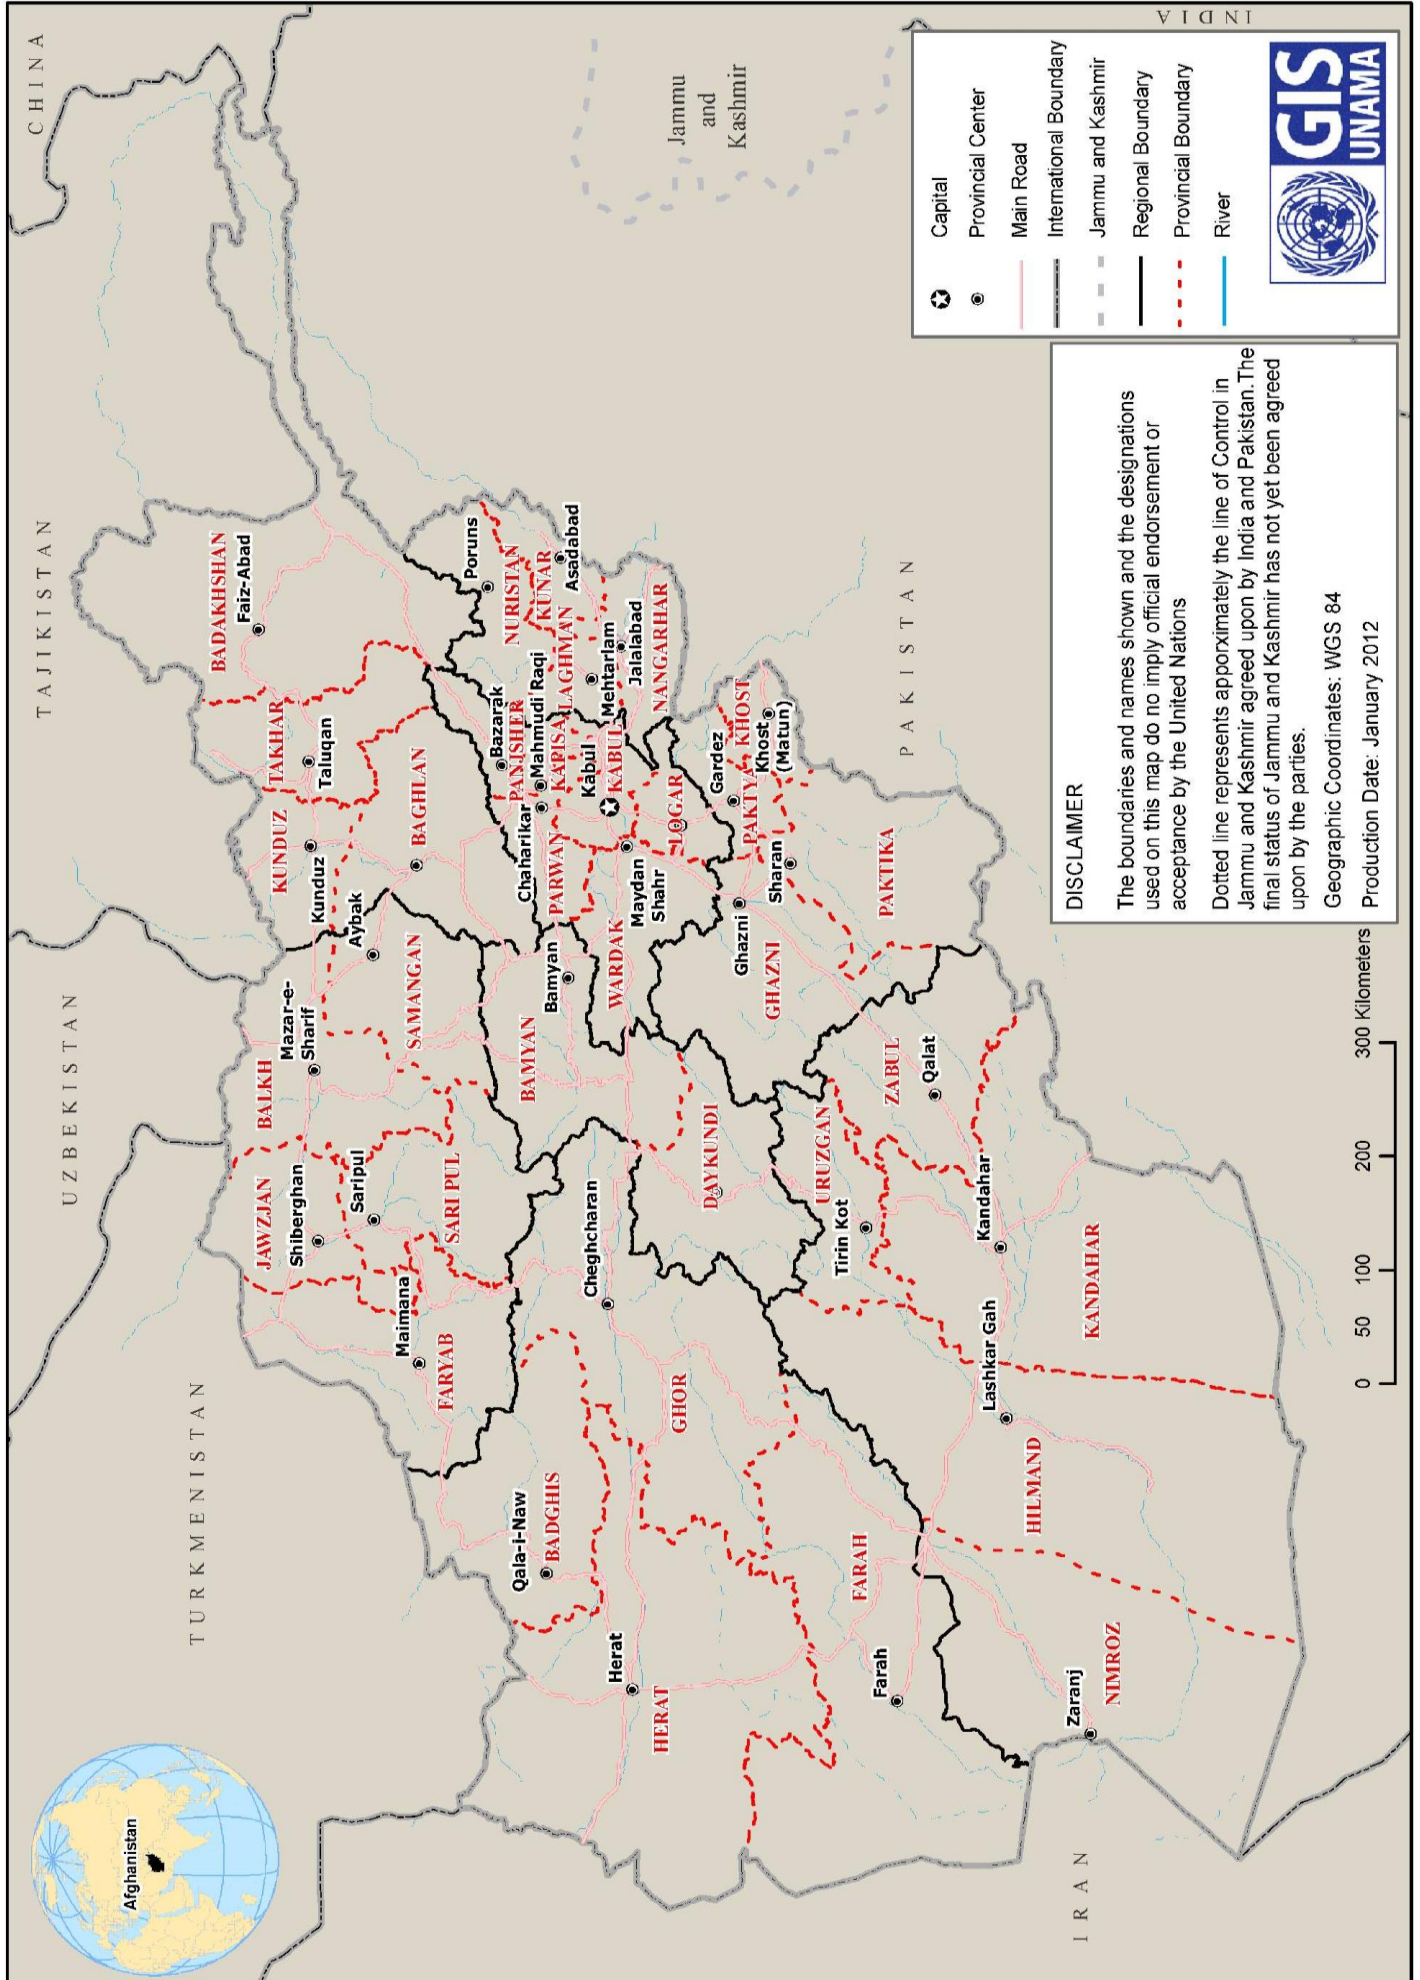 Afghanistan
CHINA
TAJIKISTAN
UZBEKISTAN
TURKMENISTAN
IRAN
PAKISTAN
INDIA
Jammu
and
Kashmir
BADAKHSHAN
Faiz-Abad
TAKHAR
Taluqan
KUNDUZ
Kunduz
BAGHLAN
Aybak
SAMANGAN
Mazar-e-
Sharif
BALKH
JAWZJAN
Shiberghan
Saripul
SARI PUL
Maimana
FARYAB
Qala-i-Naw
BADGHIS
Herat
HERAT
Cheghcharan
GHOR
Farah
FARAH
Zaranj
NIMROZ
Lashkar Gah
HILMAND
Kandahar
KANDAHAR
Tirin Kot
URUZGAN
DAYKUNDI
Qalat
ZABUL
Bamyan
BAMYAN
Maydan
Shahr
WARDAK
Ghazni
GHAZNI
Sharan
PAKTIKA
Gardez
PAKTYA
Khost
(Matun)
KHOST
LOGAR
Kabul
KABUL
Charikar
PARWAN
Mahmudi Raqi
KAPISA
Bazarak
PANJSHER
Poruns
NURISTAN
KUNAR
Asadabad
LAGHMAN
Mehtarlam
Jalalabad
NANGARHAR
Capital
Provincial Center
Main Road
International Boundary
Jammu and Kashmir
Regional Boundary
Provincial Boundary
River
GIS
UNAMA
DISCLAIMER
The boundaries and names shown and the designations
used on this map do no imply official endorsement or
acceptance by the United Nations
Dotted line represents apporximately the line of Control in
Jammu and Kashmir agreed upon by India and Pakistan.The
final status of Jammu and Kashmir has not yet been agreed
upon by the parties.
Geographic Coordinates: WGS 84
Production Date: January 2012
0 50 100 200 300 Kilometers